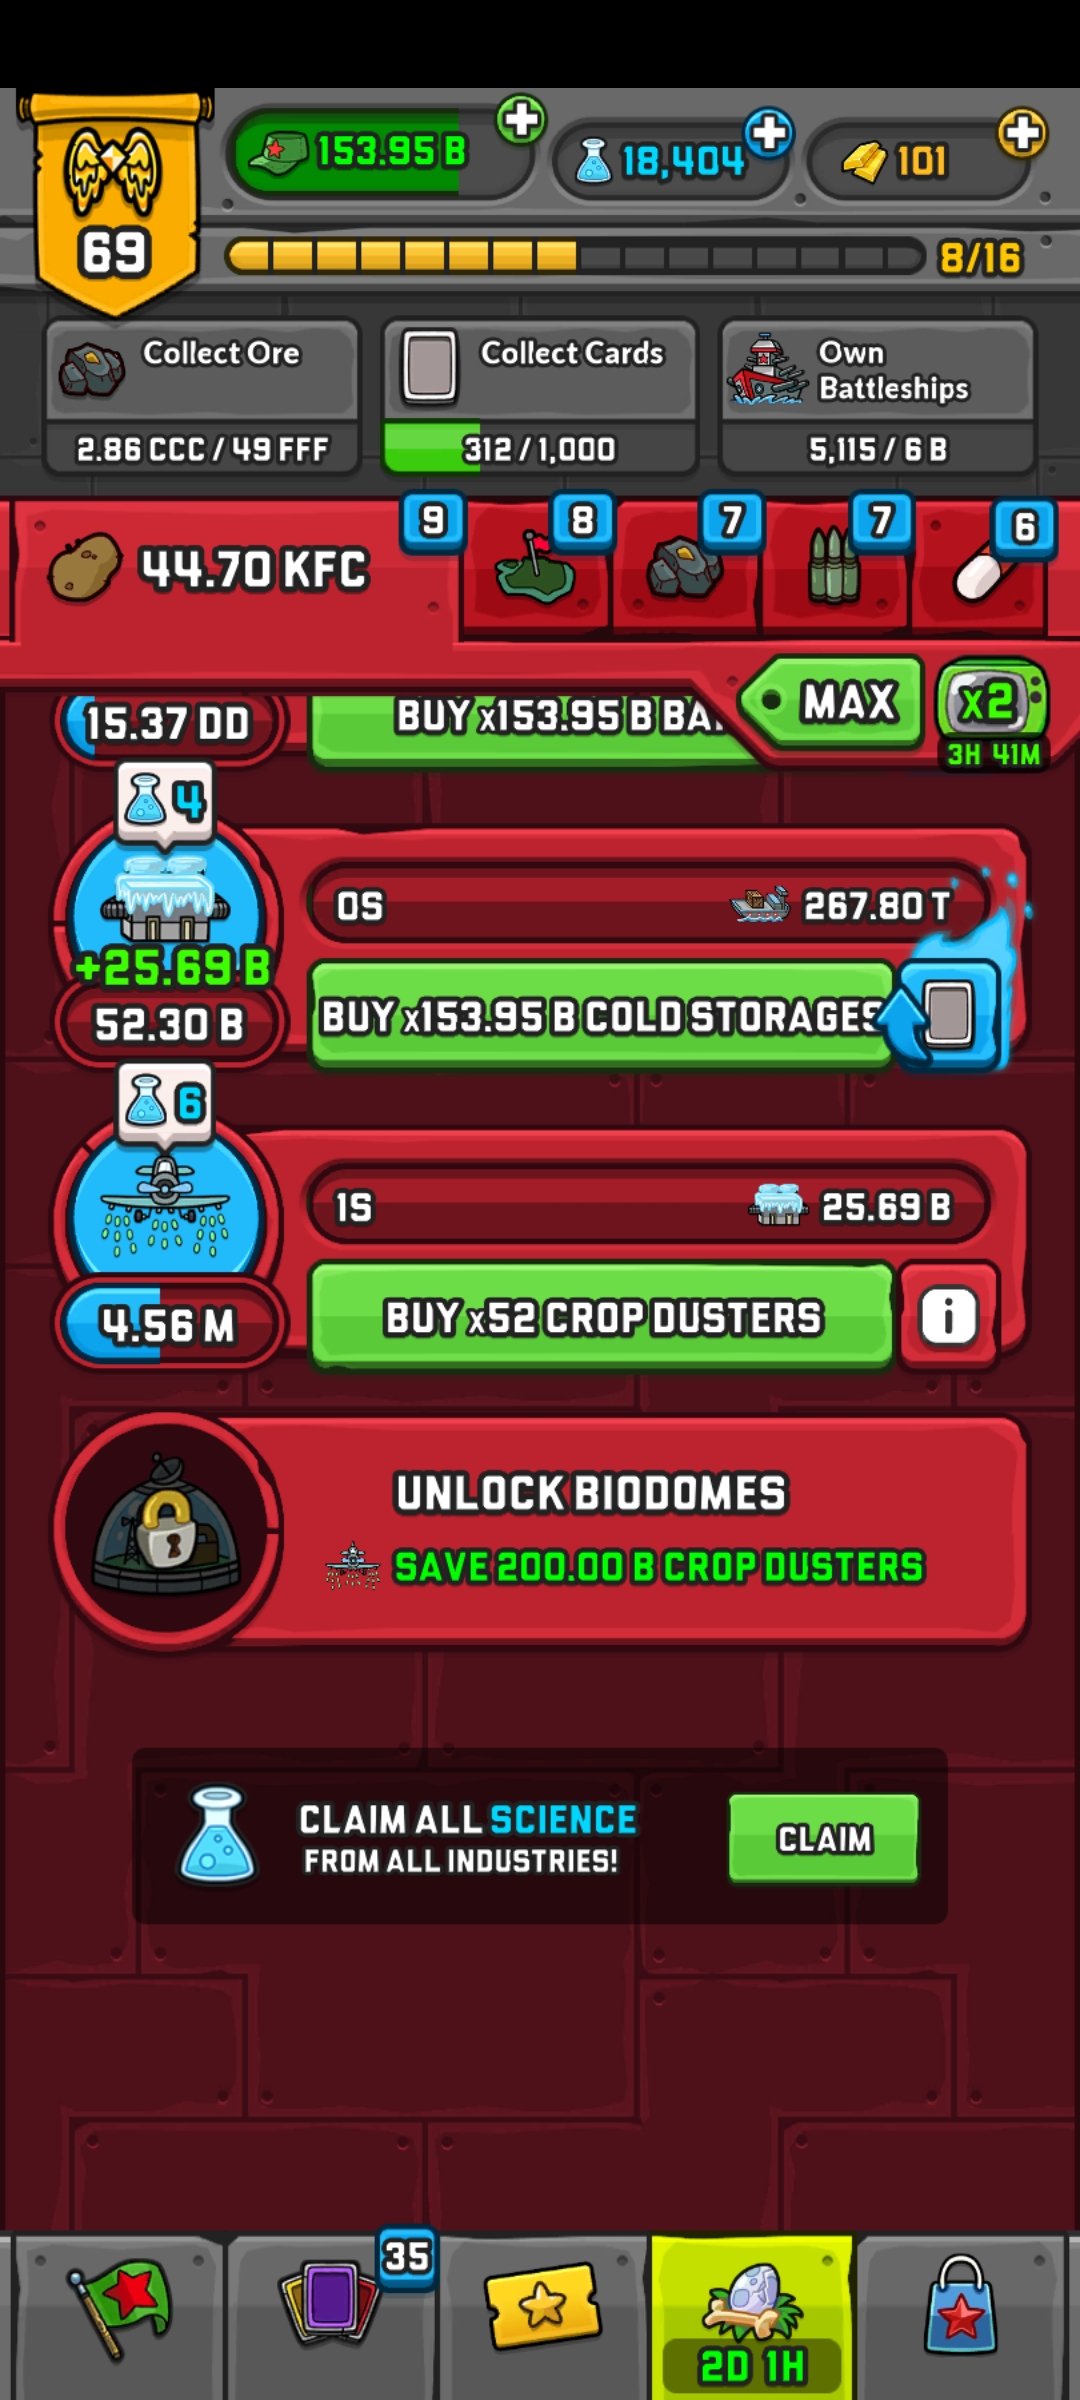 153.95 B
18,404
101
69
8/16
Collect Ore
2.86 CCC / 49 FFF
Collect Cards
312 / 1,000
Own
Battleships
5,115 / 6 B
44.70 KFC
9
8
7
7
6
MAX
x2
3H 41M
15.37 DD
BUY x153.95 B BA
4
+25.69 B
52.30 B
0S
267.80 T
BUY x153.95 B COLD STORAGES
6
4.56 M
1S
25.69 B
BUY x52 CROP DUSTERS
i
UNLOCK BIODOMES
SAVE 200.00 B CROP DUSTERS
CLAIM ALL SCIENCE
FROM ALL INDUSTRIES!
CLAIM
35
2D 1H